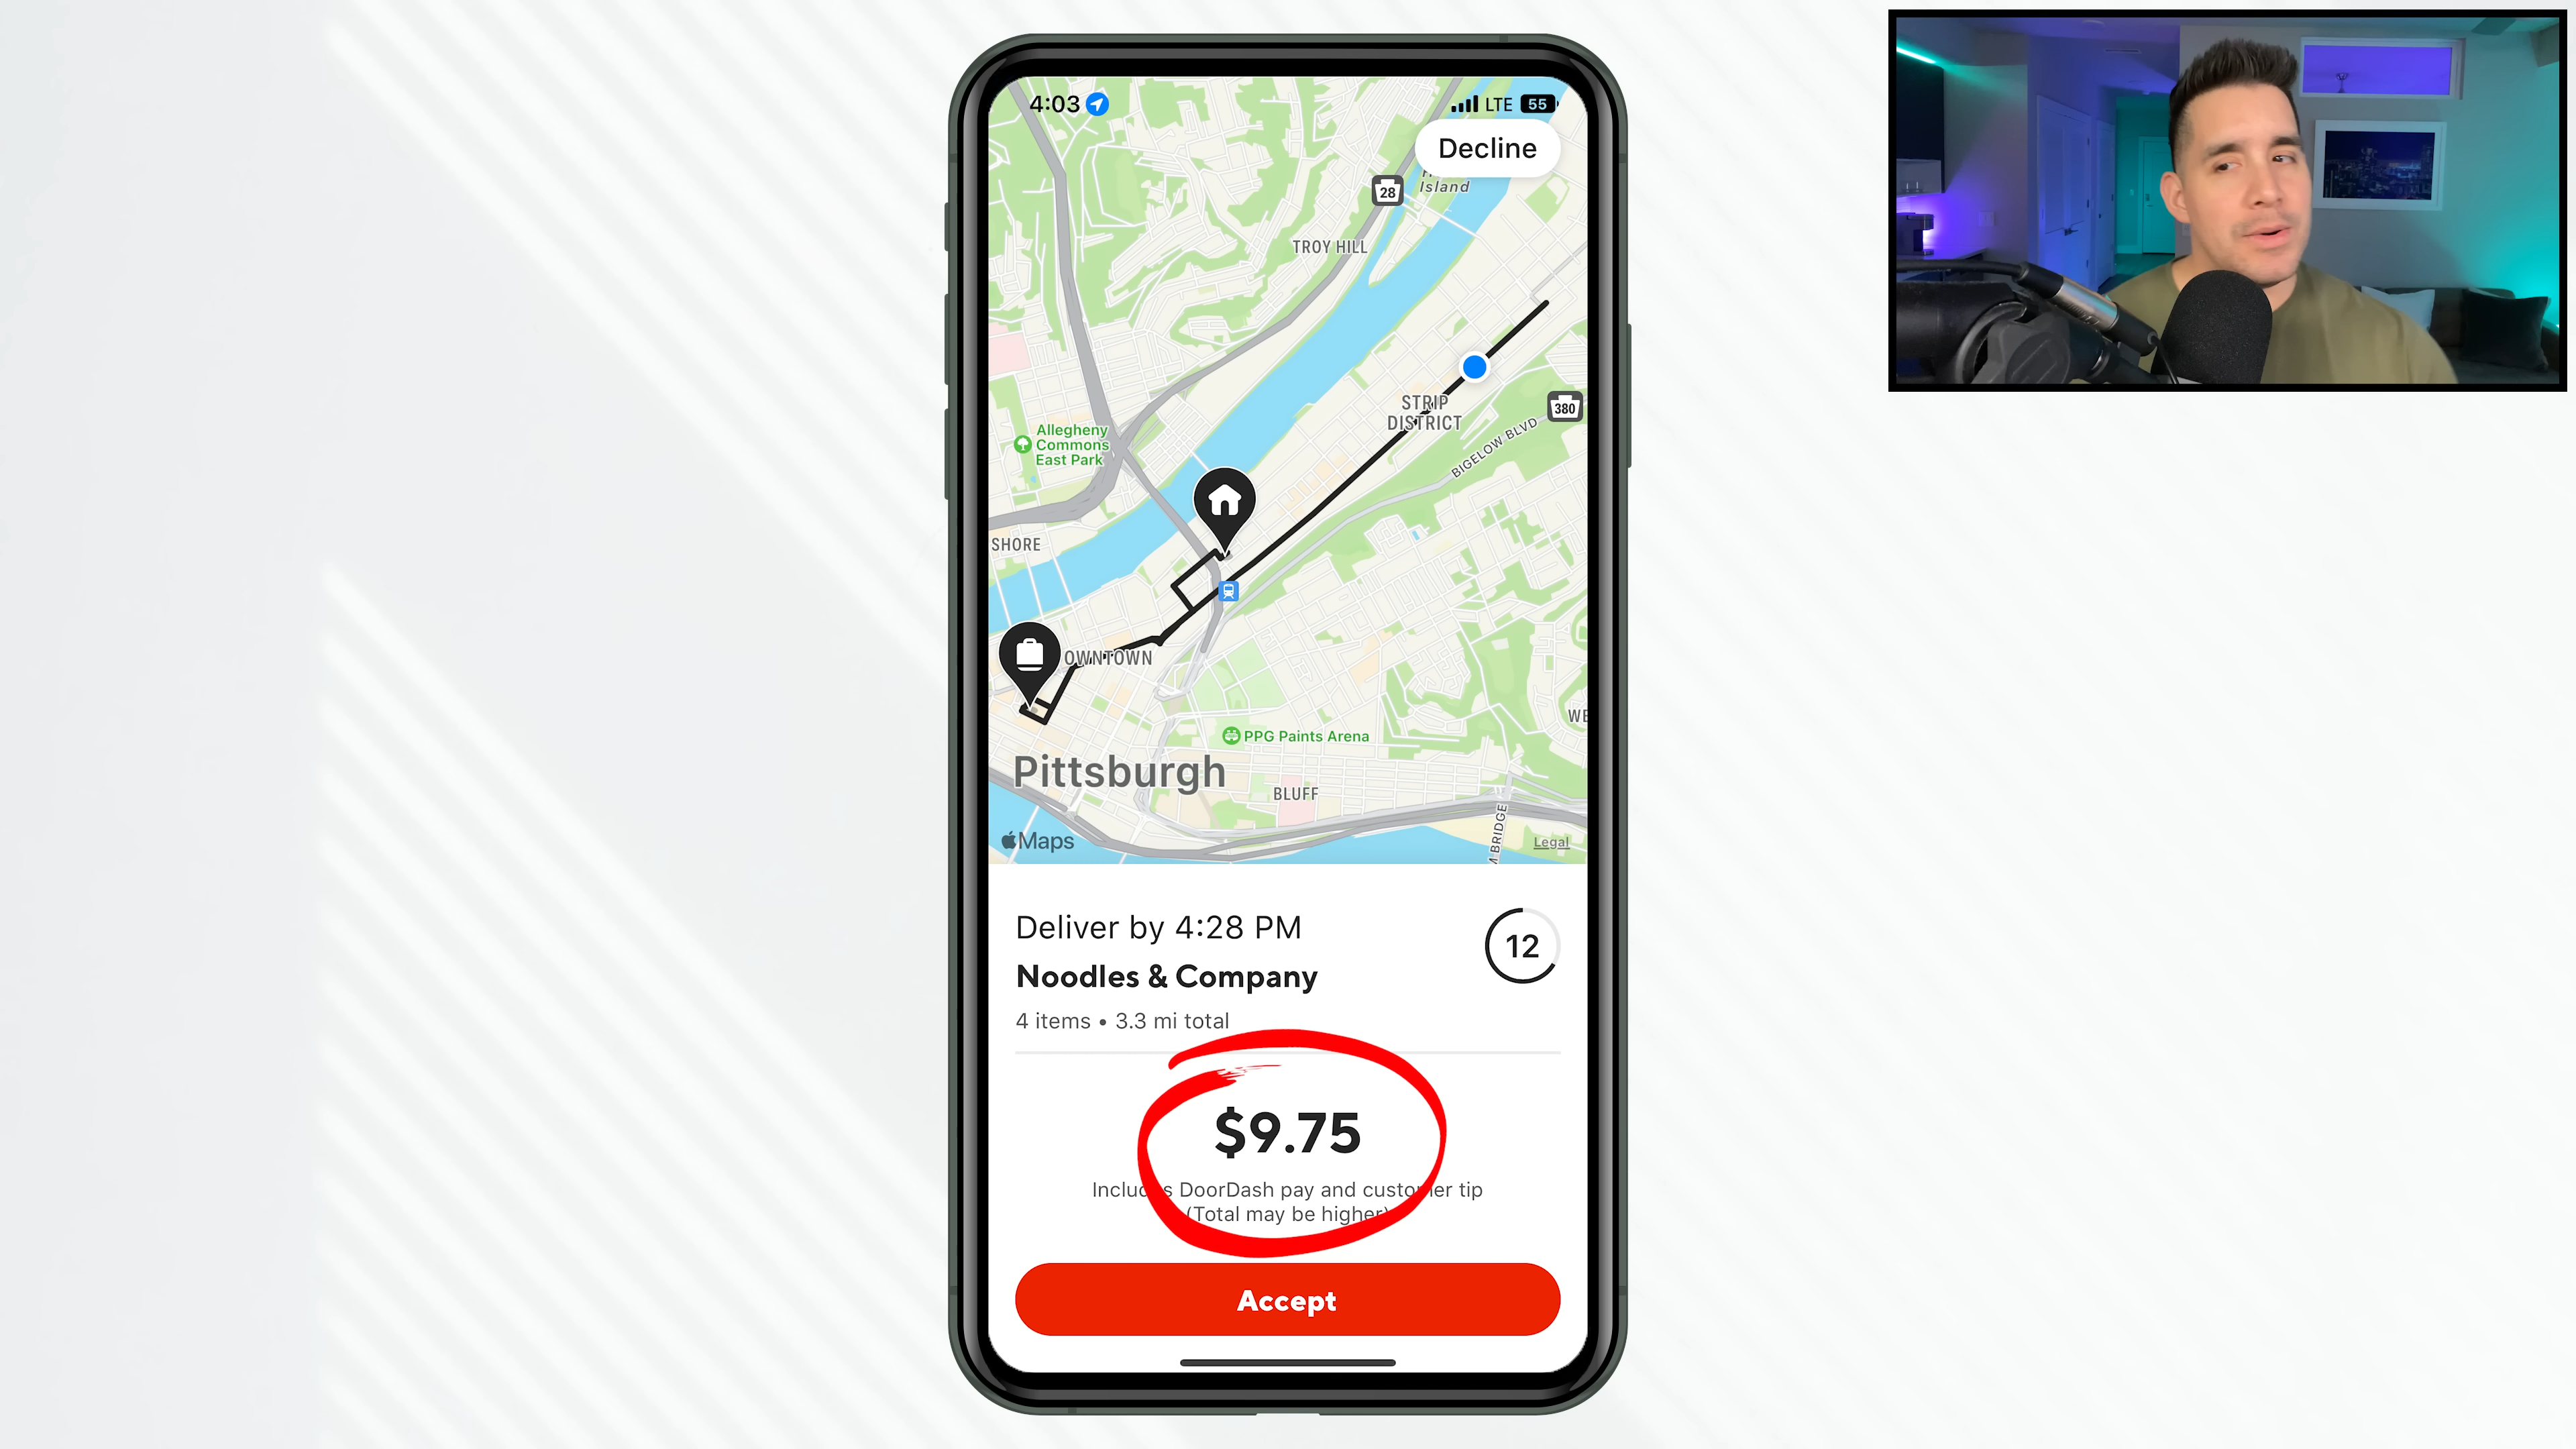 4:03
LTE 55
Decline
28
Island
TROY HILL
STRIP
DISTRICT
380
BIGELOW BLVD
Allegheny
Commons
East Park
SHORE
OWNTOWN
WE
PPG Paints Arena
Pittsburgh
BLUFF
M BRIDGE
Maps
Legal
Deliver by 4:28 PM
12
Noodles & Company
4 items • 3.3 mi total
$9.75
Includes DoorDash pay and customer tip
(Total may be higher)
Accept